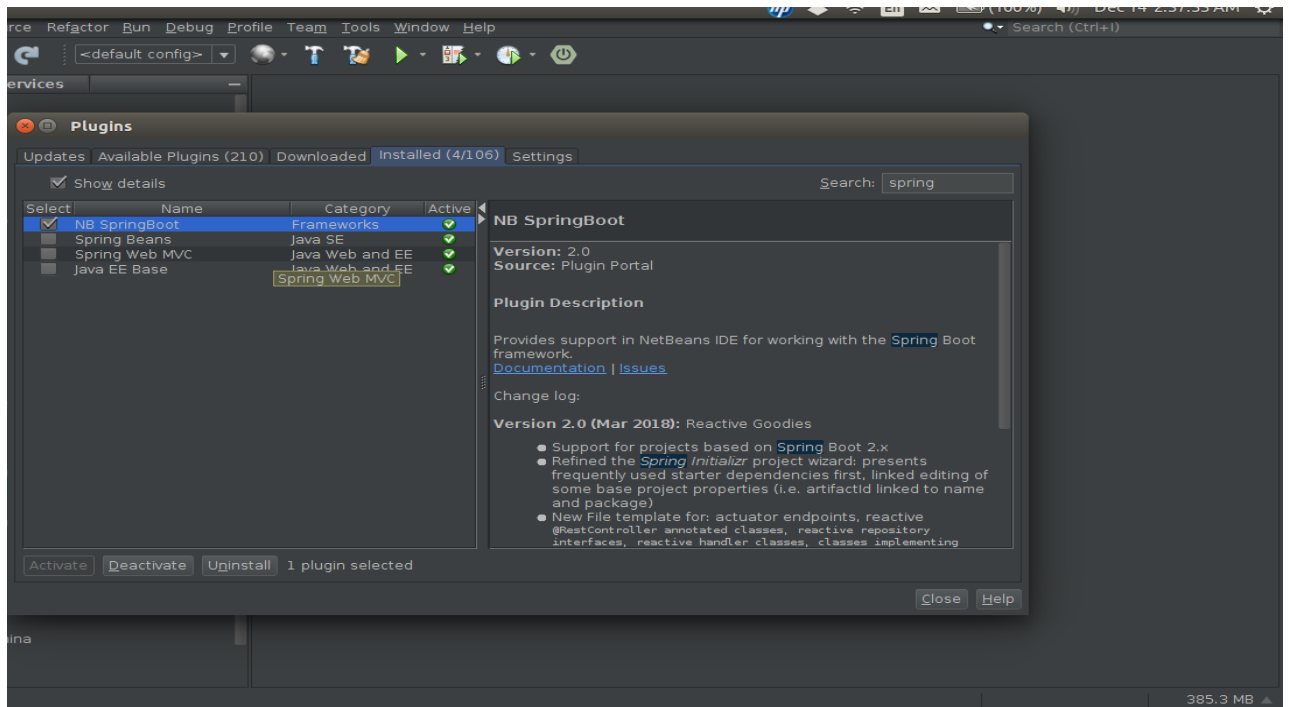 (100%) Dec 14 2:37:33 AM
En
rce Refactor Run Debug Profile Team Tools Window Help
Search (Ctrl+I)
<default config>
ervices
Plugins
Updates Available Plugins (210) Downloaded Installed (4/106) Settings
Show details
Search: spring
Select Name Category Active
NB SpringBoot Frameworks
Spring Beans Java SE
Spring Web MVC Java Web and EE
Java EE Base Java Web and EE
Spring Web MVC
NB SpringBoot
Version: 2.0
Source: Plugin Portal
Plugin Description
Provides support in NetBeans IDE for working with the Spring Boot
framework.
Documentation | Issues
Change log:
Version 2.0 (Mar 2018): Reactive Goodies
Support for projects based on Spring Boot 2.x
Refined the Spring Initializr project wizard: presents
frequently used starter dependencies first, linked editing of
some base project properties (i.e. artifactId linked to name
and package)
New File template for: actuator endpoints, reactive
@RestController annotated classes, reactive repository
interfaces, reactive handler classes, classes implementing
Activate Deactivate Uninstall 1 plugin selected
Close Help
ina
385.3 MB